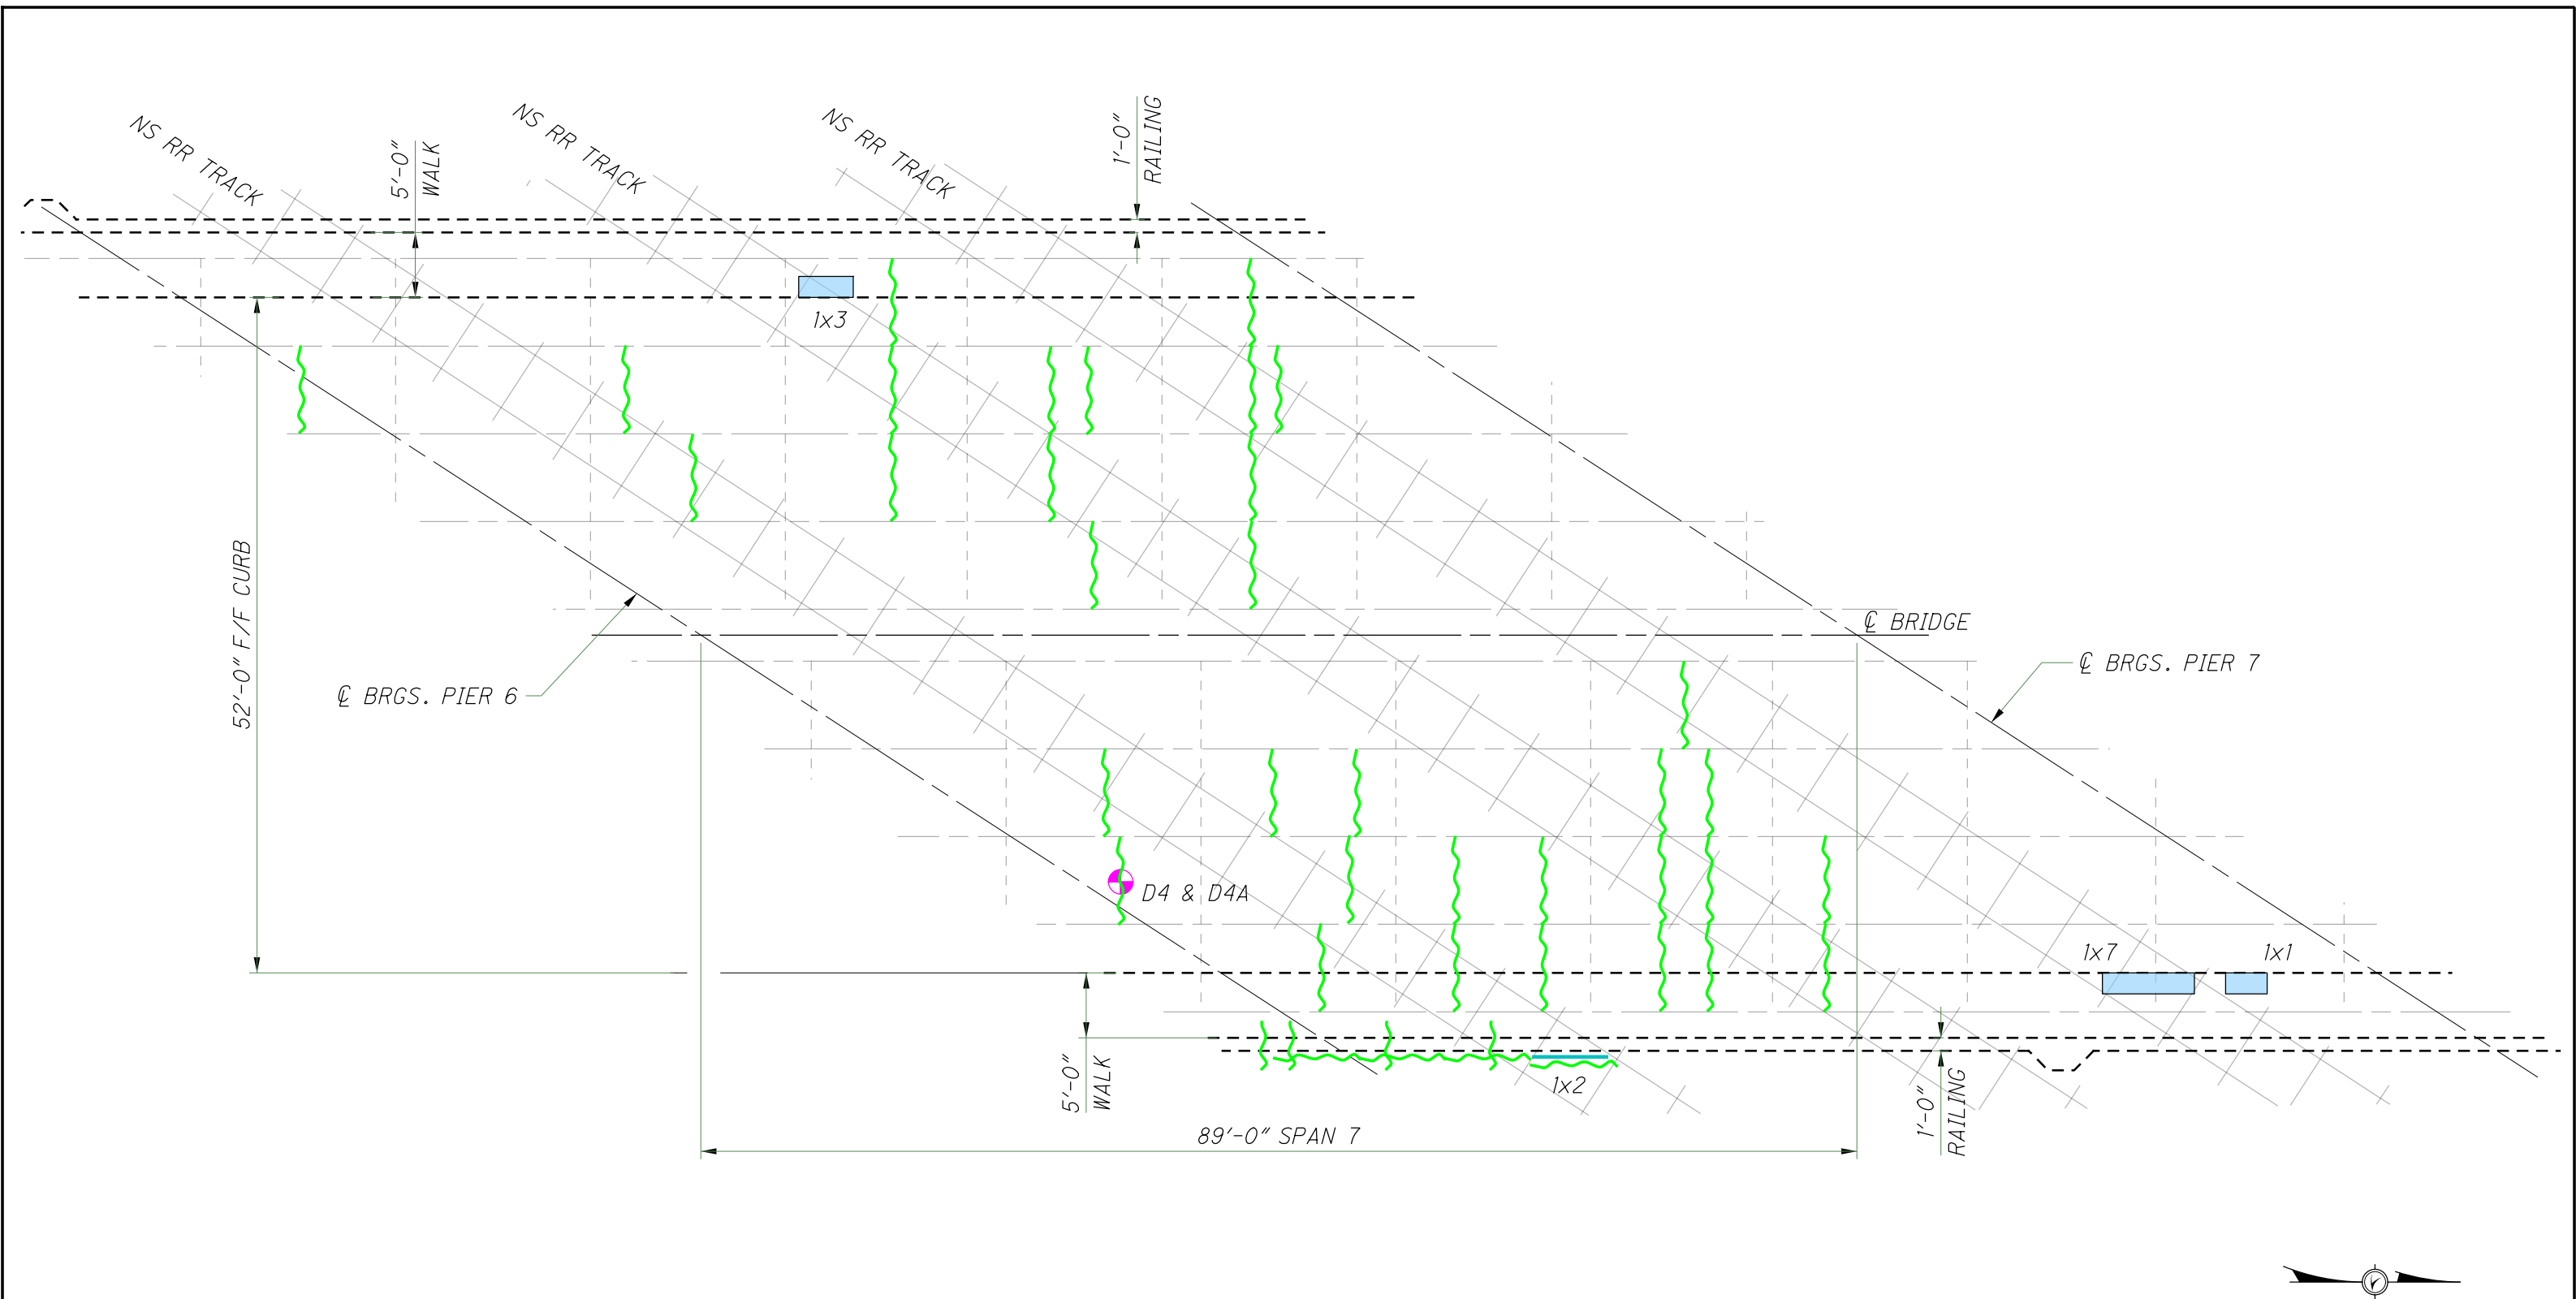 NS RR TRACK
NS RR TRACK
NS RR TRACK
5'-0"
WALK
1'-0"
RAILING
1x3
52'-0" F/F CURB
℄ BRIDGE
℄ BRGS. PIER 6
℄ BRGS. PIER 7
D4 & D4A
1x7
1x1
5'-0"
WALK
1x2
1'-0"
RAILING
89'-0" SPAN 7